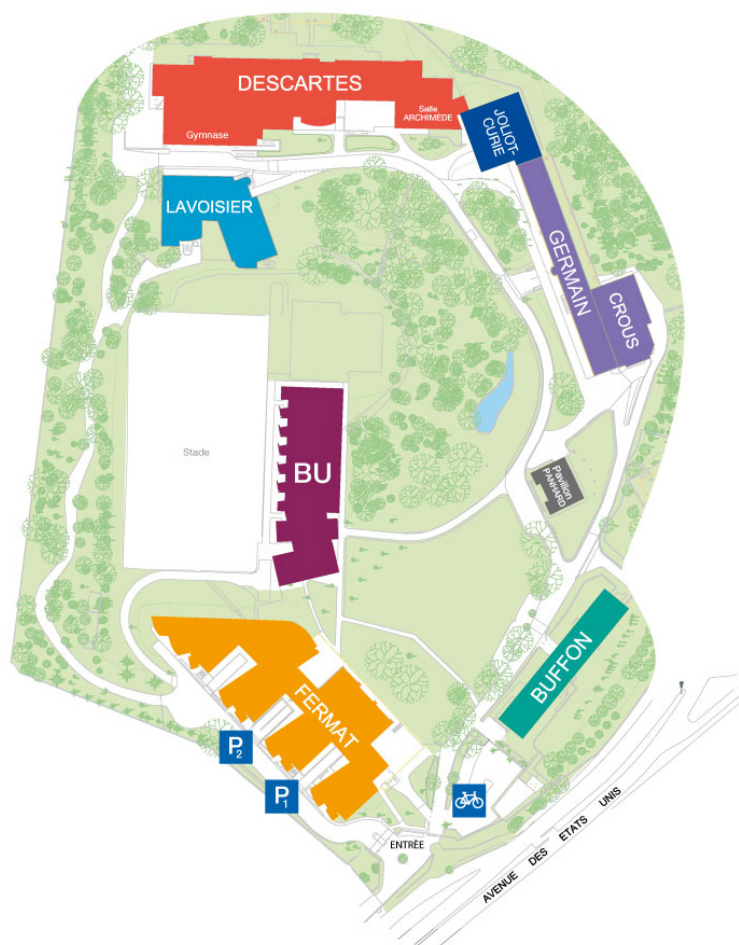 DESCARTES
Salle
ARCHIMÈDE
Gymnase
JOLIOT-
CURIE
LAVOISIER
GERMAIN
CROUS
Stade
BU
Pavillon
PANHARD
BUFFON
FERMAT
P2
P1
ENTRÈE
AVENUE DES ETATS UNIS